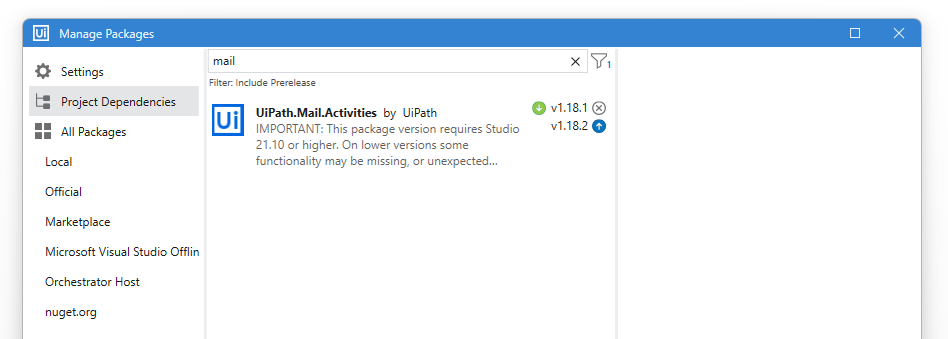 Ui Manage Packages
Settings
Project Dependencies
All Packages
Local
Official
Marketplace
Microsoft Visual Studio Offlin
Orchestrator Host
nuget.org
mail
1
Filter: Include Prerelease
Ui
UiPath.Mail.Activities by UiPath
v1.18.1
IMPORTANT: This package version requires Studio
v1.18.2
21.10 or higher. On lower versions some
functionality may be missing, or unexpected...